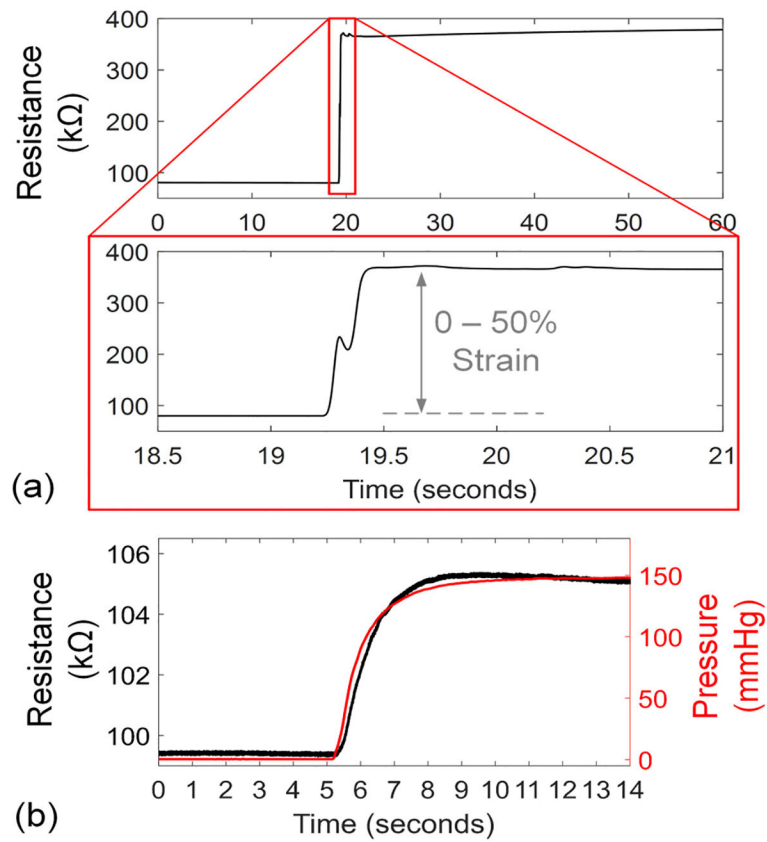 400
300
200
100
Resistance
(kΩ)
0 10 20 30 40 50 60
400
300
200
100
0 – 50%
Strain
18.5 19 19.5 20 20.5 21
Time (seconds)
(a)
106
104
102
100
Resistance
(kΩ)
150
100
50
0
Pressure
(mmHg)
0 1 2 3 4 5 6 7 8 9 10 11 12 13 14
Time (seconds)
(b)